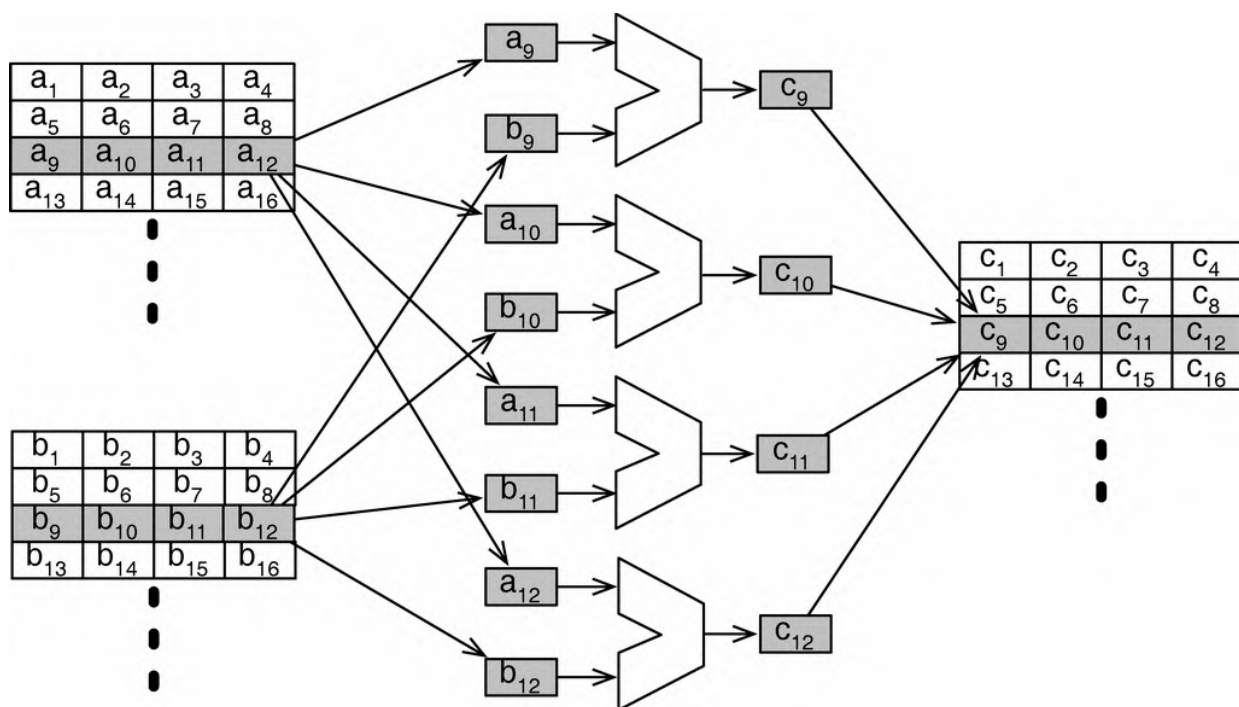 a1 a2 a3 a4
a5 a6 a7 a8
a9 a10 a11 a12
a13 a14 a15 a16
b1 b2 b3 b4
b5 b6 b7 b8
b9 b10 b11 b12
b13 b14 b15 b16
a9
b9
a10
b10
a11
b11
a12
b12
c9
c10
c11
c12
c1 c2 c3 c4
c5 c6 c7 c8
c9 c10 c11 c12
c13 c14 c15 c16